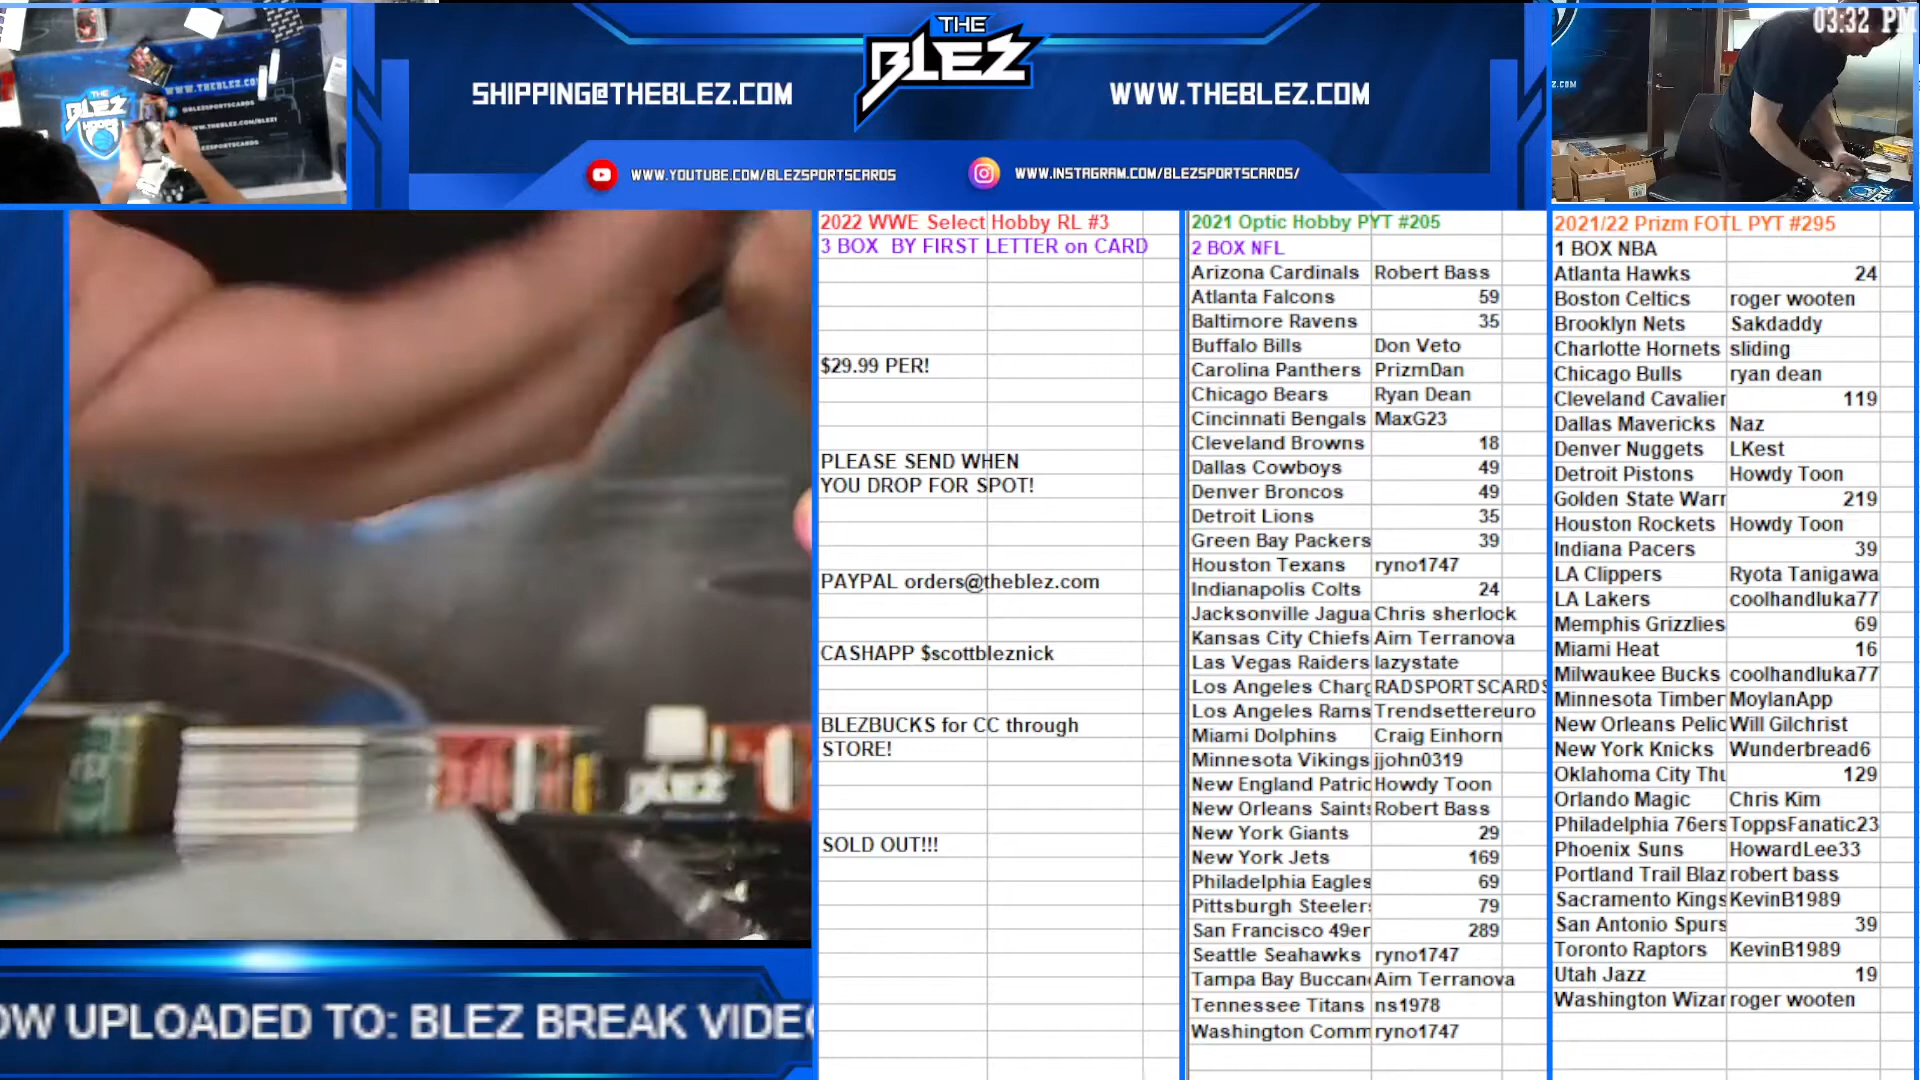 THE
BLEZ
SHIPPING@THEBLEZ.COM
WWW.THEBLEZ.COM
WWW.YOUTUBE.COM/BLEZSPORTSCARDS
WWW.INSTAGRAM.COM/BLEZSPORTSCARDS/
03:32 PM
THE
BLEZ
2022 WWE Select Hobby RL #3
3 BOX BY FIRST LETTER on CARD
$29.99 PER!
PLEASE SEND WHEN
YOU DROP FOR SPOT!
PAYPAL orders@theblez.com
CASHAPP $scottbleznick
BLEZBUCKS for CC through
STORE!
SOLD OUT!!!
2021 Optic Hobby PYT #205
2 BOX NFL
Arizona Cardinals Robert Bass
Atlanta Falcons 59
Baltimore Ravens 35
Buffalo Bills Don Veto
Carolina Panthers PrizmDan
Chicago Bears Ryan Dean
Cincinnati Bengals MaxG23
Cleveland Browns 18
Dallas Cowboys 49
Denver Broncos 49
Detroit Lions 35
Green Bay Packers 39
Houston Texans ryno1747
Indianapolis Colts 24
Jacksonville Jagua Chris sherlock
Kansas City Chiefs Aim Terranova
Las Vegas Raiders lazystate
Los Angeles Charg RADSPORTSCARDS
Los Angeles Rams Trendsettereuro
Miami Dolphins Craig Einhorn
Minnesota Vikings jjohn0319
New England Patric Howdy Toon
New Orleans Saints Robert Bass
New York Giants 29
New York Jets 169
Philadelphia Eagles 69
Pittsburgh Steelers 79
San Francisco 49er 289
Seattle Seahawks ryno1747
Tampa Bay Buccan Aim Terranova
Tennessee Titans ns1978
Washington Comm ryno1747
2021/22 Prizm FOTL PYT #295
1 BOX NBA
Atlanta Hawks 24
Boston Celtics roger wooten
Brooklyn Nets Sakdaddy
Charlotte Hornets sliding
Chicago Bulls ryan dean
Cleveland Cavalier 119
Dallas Mavericks Naz
Denver Nuggets LKest
Detroit Pistons Howdy Toon
Golden State Warr 219
Houston Rockets Howdy Toon
Indiana Pacers 39
LA Clippers Ryota Tanigawa
LA Lakers coolhandluka77
Memphis Grizzlies 69
Miami Heat 16
Milwaukee Bucks coolhandluka77
Minnesota Timber MoylanApp
New Orleans Pelic Will Gilchrist
New York Knicks Wunderbread6
Oklahoma City Thu 129
Orlando Magic Chris Kim
Philadelphia 76ers ToppsFanatic23
Phoenix Suns HowardLee33
Portland Trail Blaz robert bass
Sacramento Kings KevinB1989
San Antonio Spurs 39
Toronto Raptors KevinB1989
Utah Jazz 19
Washington Wizar roger wooten
BLEZ
OW UPLOADED TO: BLEZ BREAK VIDEO